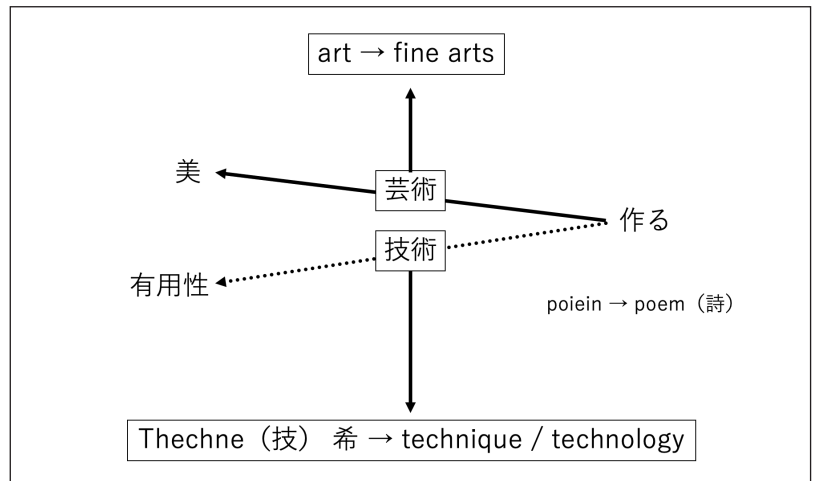 art → fine arts
美
芸術
作る
技術
有用性
poiein → poem（詩）
Thechne（技） 希 → technique / technology